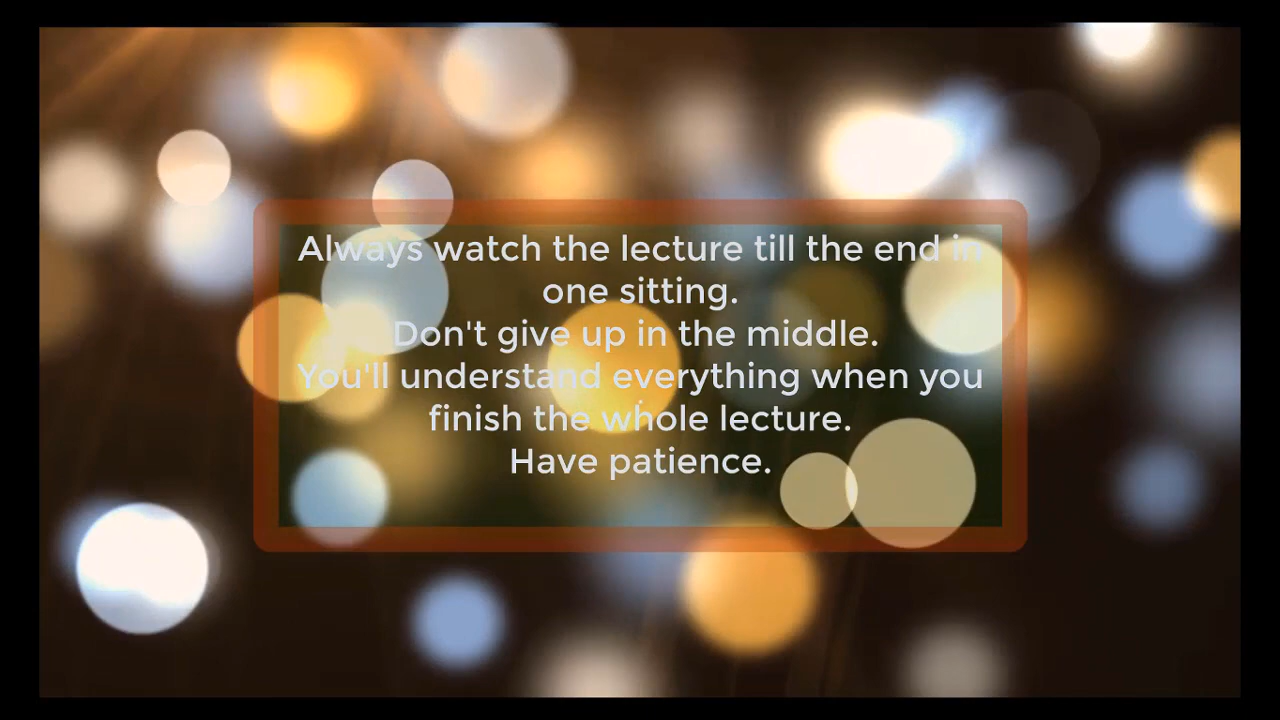 Always watch the lecture till the end in
one sitting.
Don't give up in the middle.
You'll understand everything when you
finish the whole lecture.
Have patience.